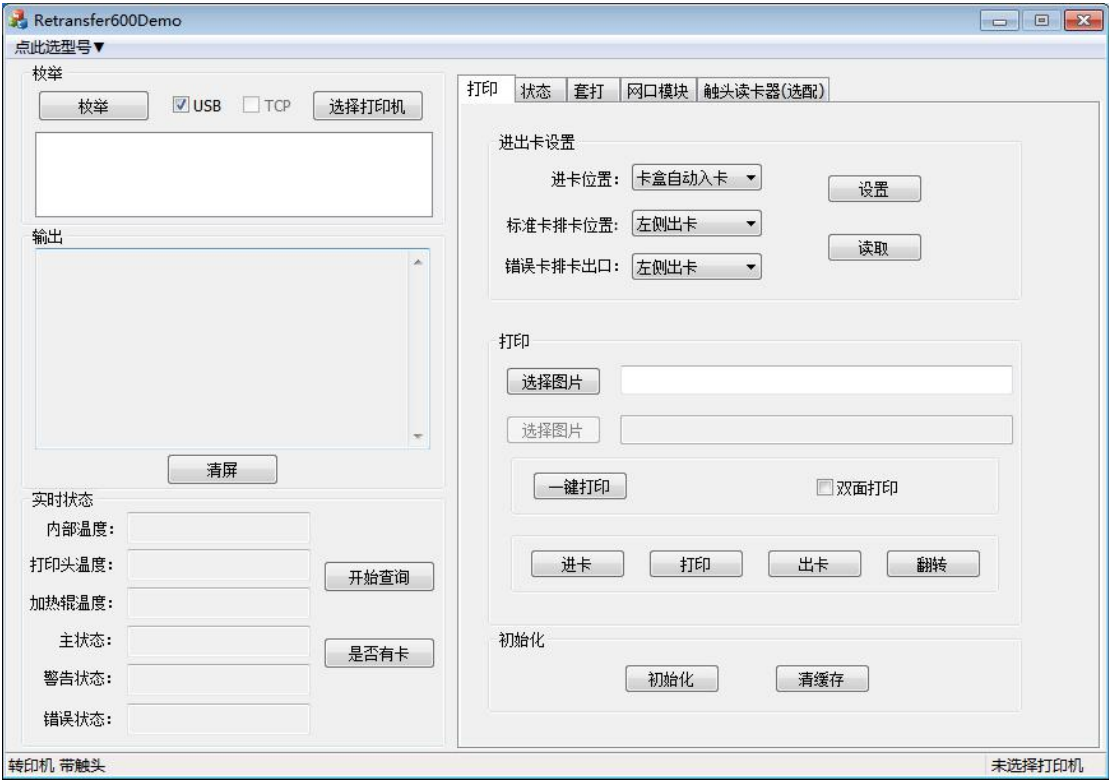 Retransfer600Demo
点此选型号▼
枚举
枚举 USB TCP 选择打印机
输出
清屏
实时状态
内部温度：
打印头温度：
加热辊温度：
主状态：
警告状态：
错误状态：
开始查询
是否有卡
打印 状态 套打 网口模块 触头读卡器(选配)
进出卡设置
进卡位置： 卡盒自动入卡
标准卡排卡位置： 左侧出卡
错误卡排卡出口： 左侧出卡
设置
读取
打印
选择图片
选择图片
一键打印 双面打印
进卡 打印 出卡 翻转
初始化
初始化 清缓存
转印机 带触头 未选择打印机